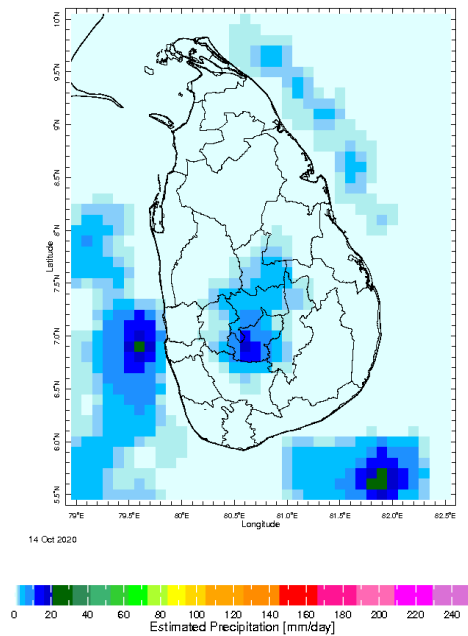 10°N
9.5°N
9°N
8.5°N
8°N
7.5°N
7.0°N
6.5°N
6.0°N
5.5°N
Latitude
Latitude
79°E 79.5°E 80°E 80.5°E 81.0°E 81.5°E 82°E 82.5°E
Longitude
14 Oct 2020
0 20 40 60 80 100 120 140 160 180 200 220 240
Estimated Precipitation [mm/day]